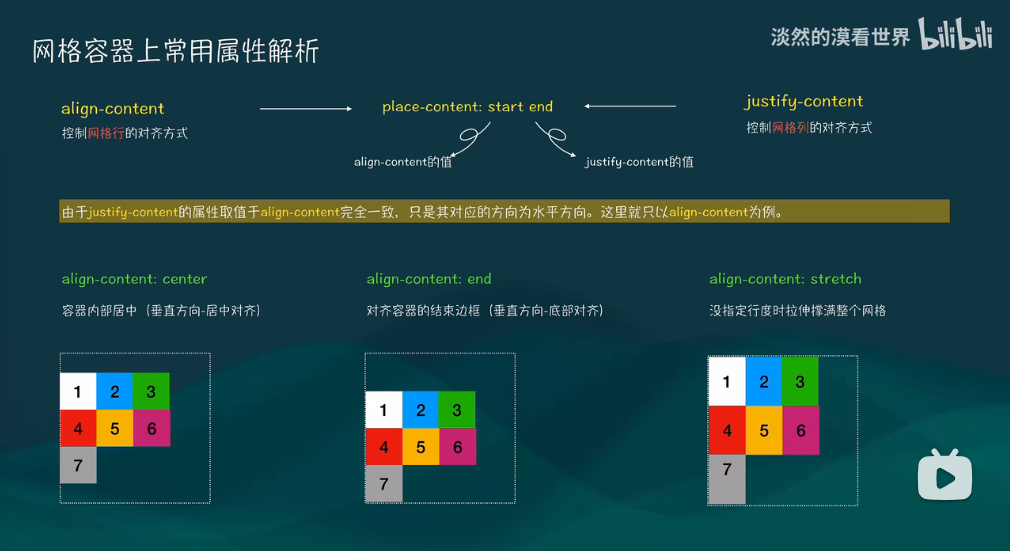 网格容器上常用属性解析
淡然的漠看世界 bilibili
align-content
place-content: start end
justify-content
控制网格行的对齐方式
控制网格列的对齐方式
align-content的值
justify-content的值
由于justify-content的属性取值于align-content完全一致，只是其对应的方向为水平方向。这里就只以align-content为例。
align-content: center
align-content: end
align-content: stretch
容器内部居中（垂直方向-居中对齐）
对齐容器的结束边框（垂直方向-底部对齐）
没指定行度时拉伸撑满整个网格
1 2 3
4 5 6
7
1 2 3
4 5 6
7
1 2 3
4 5 6
7